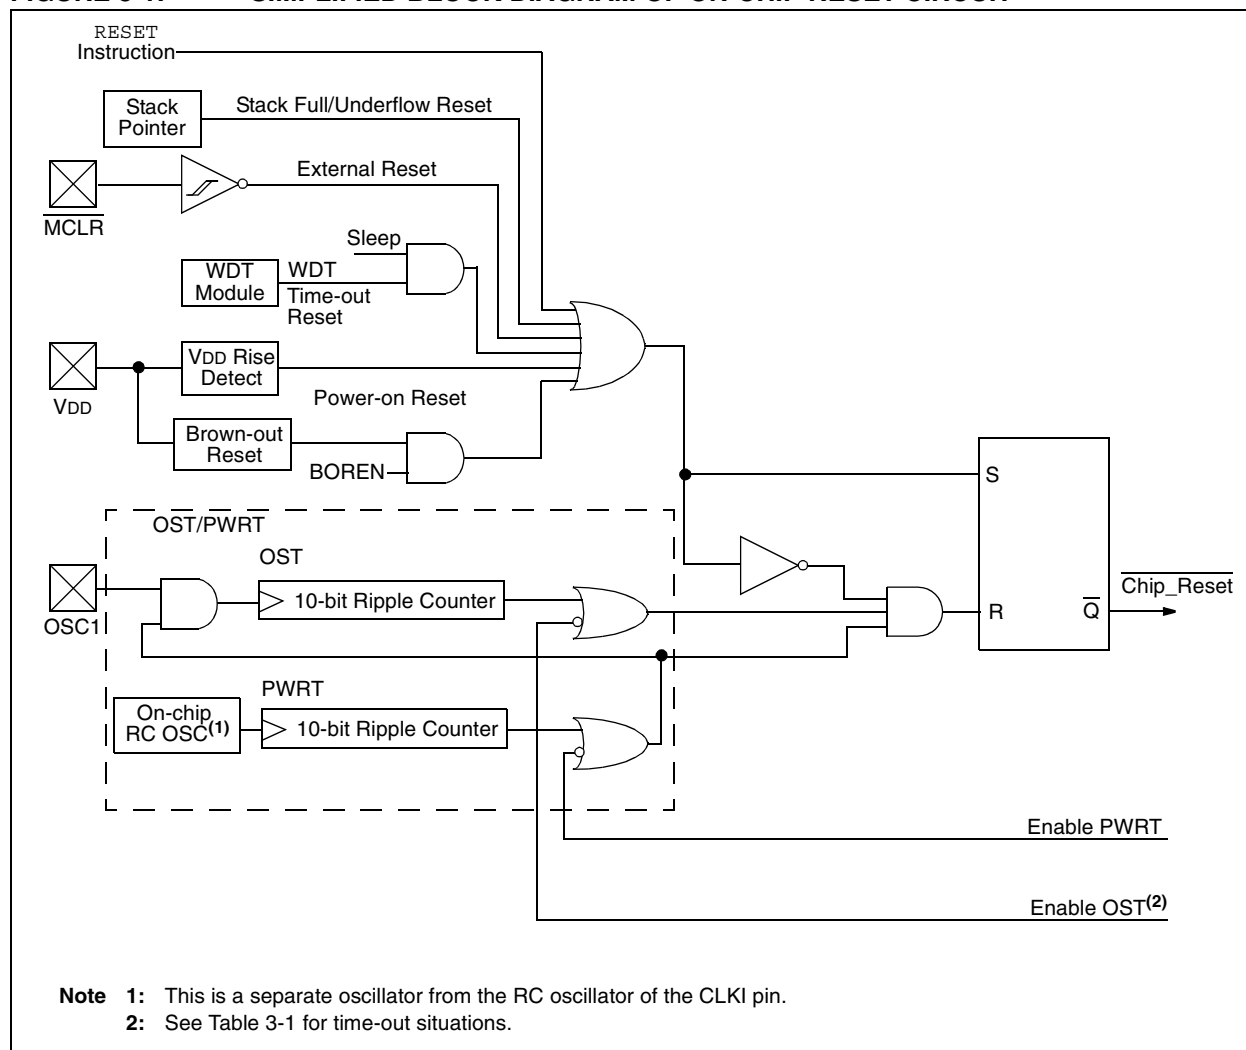 RESET
Instruction
Stack
Pointer
Stack Full/Underflow Reset
External Reset
MCLR
Sleep
WDT
Module
WDT
Time-out
Reset
VDD Rise
Detect
VDD
Power-on Reset
Brown-out
Reset
BOREN
S
OST/PWRT
OST
10-bit Ripple Counter
OSC1
Chip_Reset
R
Q
PWRT
On-chip
RC OSC(1)
10-bit Ripple Counter
Enable PWRT
Enable OST(2)
Note 1: This is a separate oscillator from the RC oscillator of the CLKI pin.
2: See Table 3-1 for time-out situations.